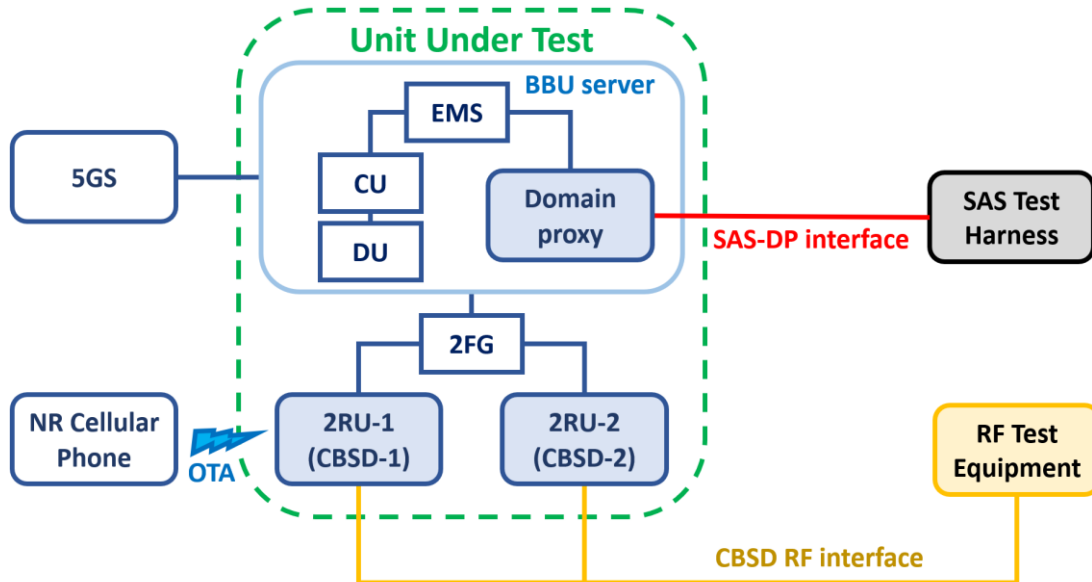 Unit Under Test
BBU server
EMS
5GS
CU
Domain
proxy
DU
SAS-DP interface
SAS Test
Harness
2FG
NR Cellular
Phone
OTA
2RU-1
(CBSD-1)
2RU-2
(CBSD-2)
RF Test
Equipment
CBSD RF interface